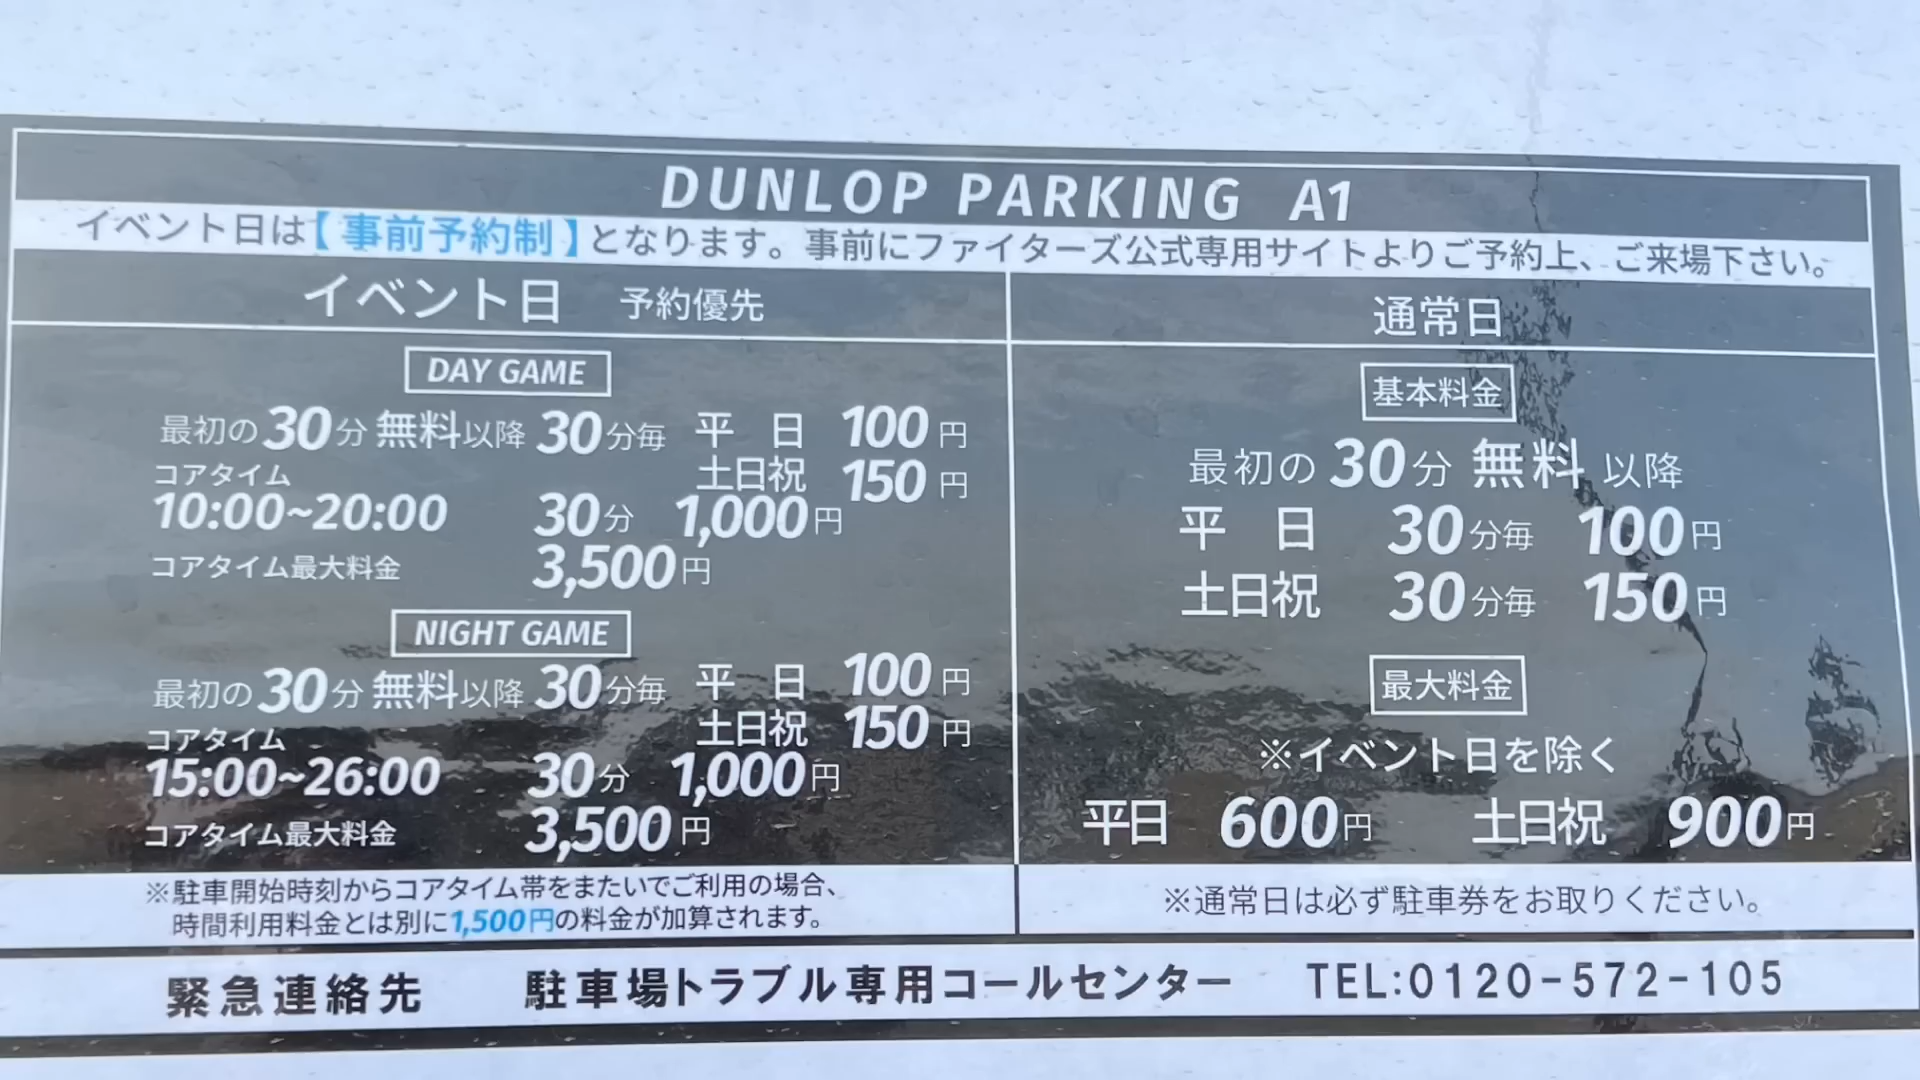 DUNLOP PARKING A1
イベント日は【事前予約制】となります。事前にファイターズ公式専用サイトよりご予約上、ご来場下さい。
イベント日 予約優先
DAY GAME
最初の30分 無料以降 30分毎 平日 100円
土日祝 150円
コアタイム
10:00~20:00 30分 1,000円
コアタイム最大料金 3,500円
NIGHT GAME
最初の30分 無料以降 30分毎 平日 100円
土日祝 150円
コアタイム
15:00~26:00 30分 1,000円
コアタイム最大料金 3,500円
※駐車開始時刻からコアタイム帯をまたいでご利用の場合、
時間利用料金とは別に1,500円の料金が加算されます。
通常日
基本料金
最初の30分 無料 以降
平日 30分毎 100円
土日祝 30分毎 150円
最大料金
※イベント日を除く
平日 600円 土日祝 900円
※通常日は必ず駐車券をお取りください。
緊急連絡先 駐車場トラブル専用コールセンター TEL:0120-572-105